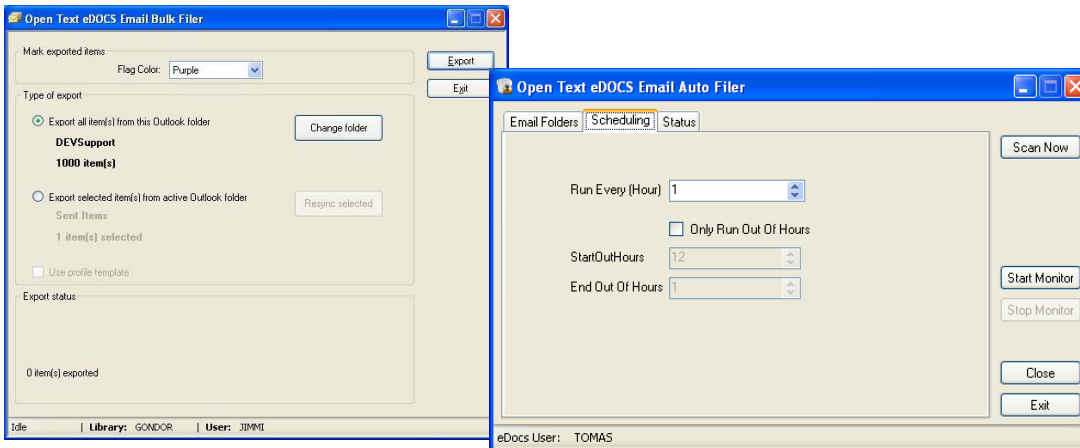 Open Text eDOCS Email Bulk Filer
Mark exported items
Flag Color: Purple
Export
Exit
Type of export
Export all item(s) from this Outlook folder
Change folder
DEVSupport
1000 item(s)
Export selected item(s) from active Outlook folder
Resync selected
Sent Items
1 item(s) selected
Use profile template
Export status
0 item(s) exported
Idle | Library: GONDOR | User: JIMMI
Open Text eDOCS Email Auto Filer
Email Folders Scheduling Status
Scan Now
Run Every (Hour) 1
Only Run Out Of Hours
StartOutHours 12
End Out Of Hours 1
Start Monitor
Stop Monitor
Close
Exit
eDocs User: TOMAS